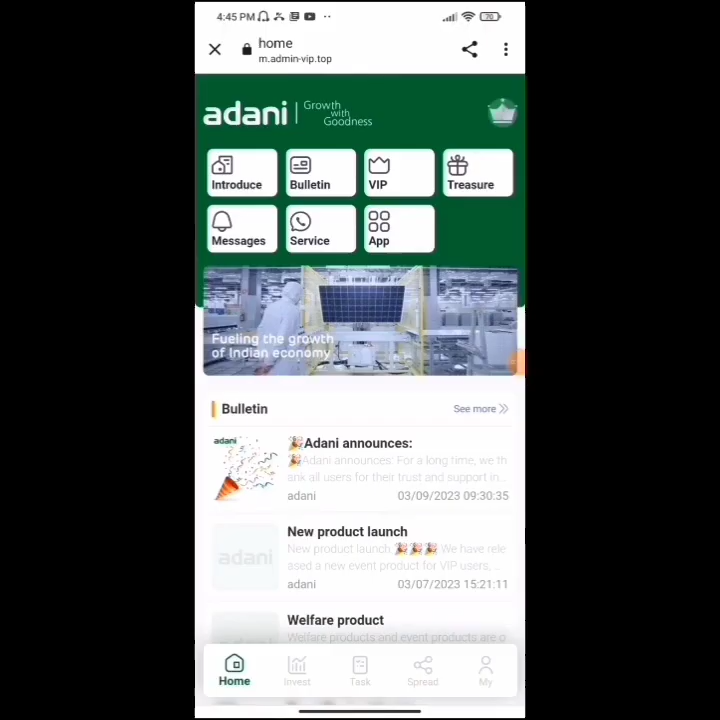 4:45 PM
70
home
m.admin-vip.top
adani
Growth
with
Goodness
Introduce
Bulletin
VIP
Treasure
Messages
Service
App
Fueling the growth
of Indian economy
Bulletin
See more
adani
🎉Adani announces:
🎉Adani announces: For a long time, we th
ank all users for their trust and support in...
adani
03/09/2023 09:30:35
adani
New product launch
New product launch 🎉🎉🎉 We have rele
ased a new event product for VIP users, ...
adani
03/07/2023 15:21:11
Welfare product
Welfare products and event products are o
Home
Invest
Task
Spread
My